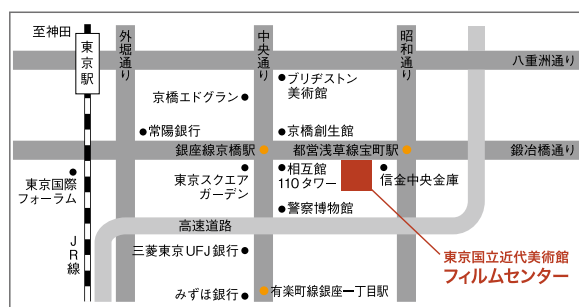 至神田
東京駅
外堀通り
中央通り
昭和通り
八重洲通り
ブリヂストン
美術館
京橋エドグラン
常陽銀行
京橋創生館
銀座線京橋駅
都営浅草線宝町駅
鍛冶橋通り
東京国際
フォーラム
東京スクエア
ガーデン
相互館
110タワー
信金中央金庫
警察博物館
高速道路
JR線
三菱東京UFJ銀行
東京国立近代美術館
フィルムセンター
みずほ銀行
有楽町線銀座一丁目駅